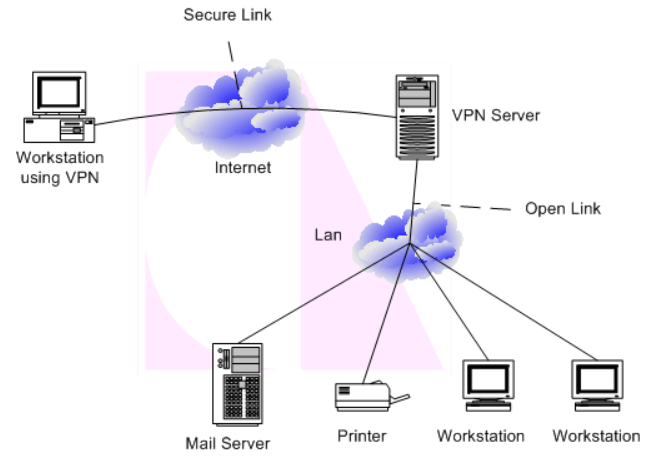 Secure Link
VPN Server
Workstation
using VPN
Internet
Open Link
Lan
Mail Server
Printer
Workstation
Workstation